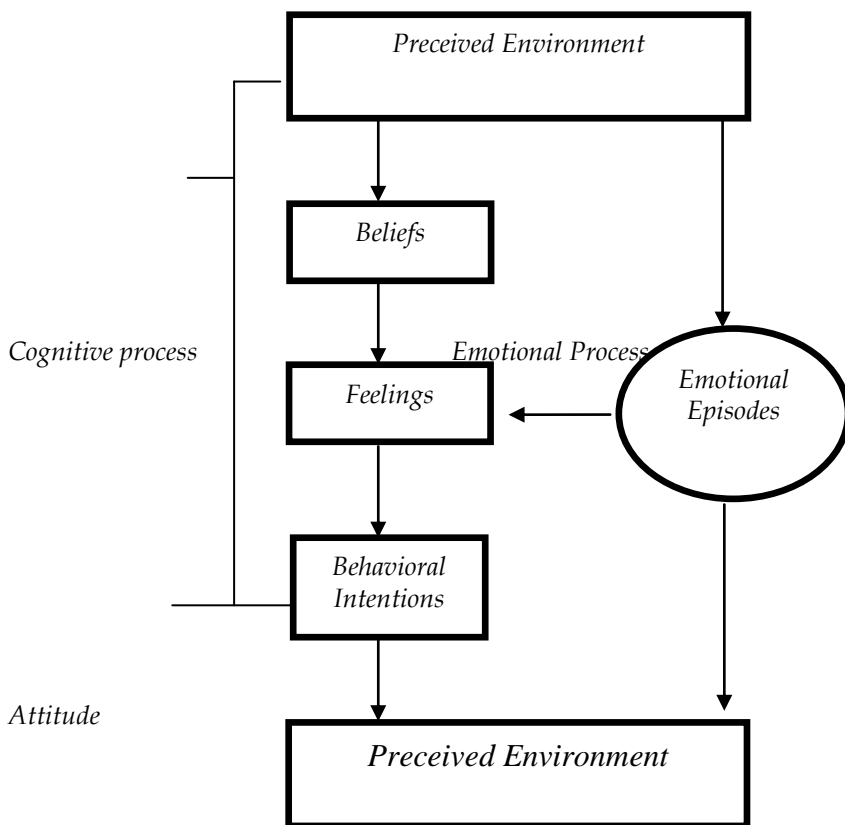 Preceived Environment
Beliefs
Cognitive process
Emotional Process
Emotional
Episodes
Feelings
Behavioral
Intentions
Attitude
Preceived Environment